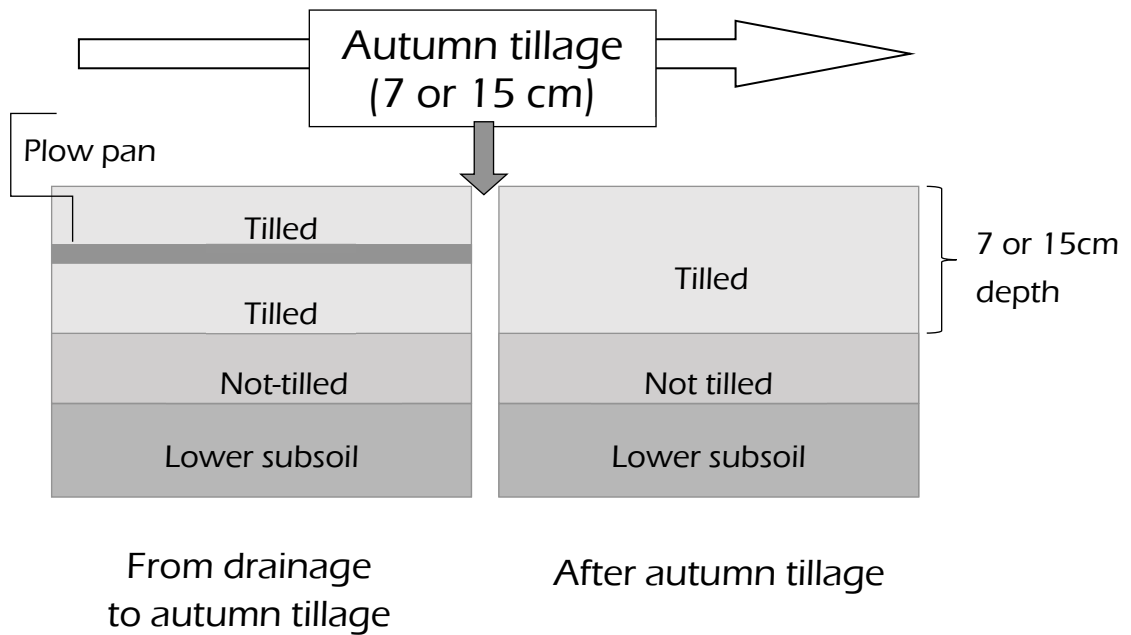 Autumn tillage
(7 or 15 cm)
Plow pan
Tilled
Tilled
Not-tilled
Lower subsoil
Tilled
Not tilled
Lower subsoil
7 or 15cm
depth
From drainage
to autumn tillage
After autumn tillage